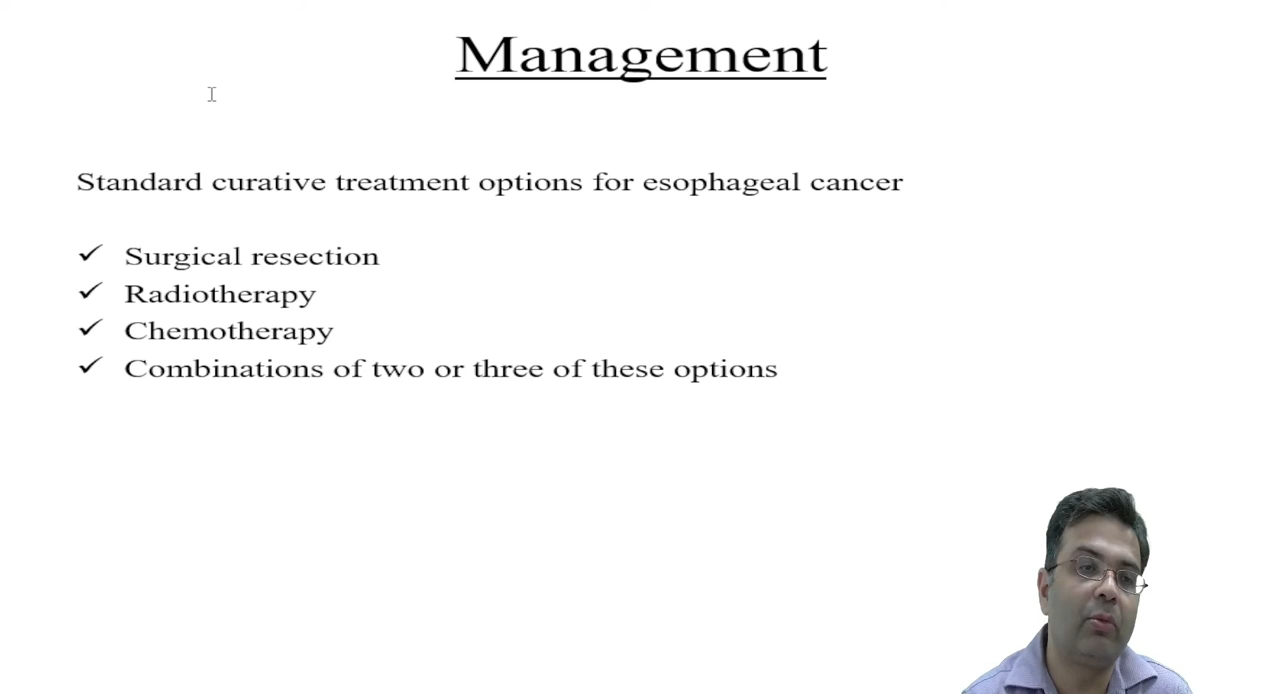 Management
Standard curative treatment options for esophageal cancer
✓ Surgical resection
✓ Radiotherapy
✓ Chemotherapy
✓ Combinations of two or three of these options